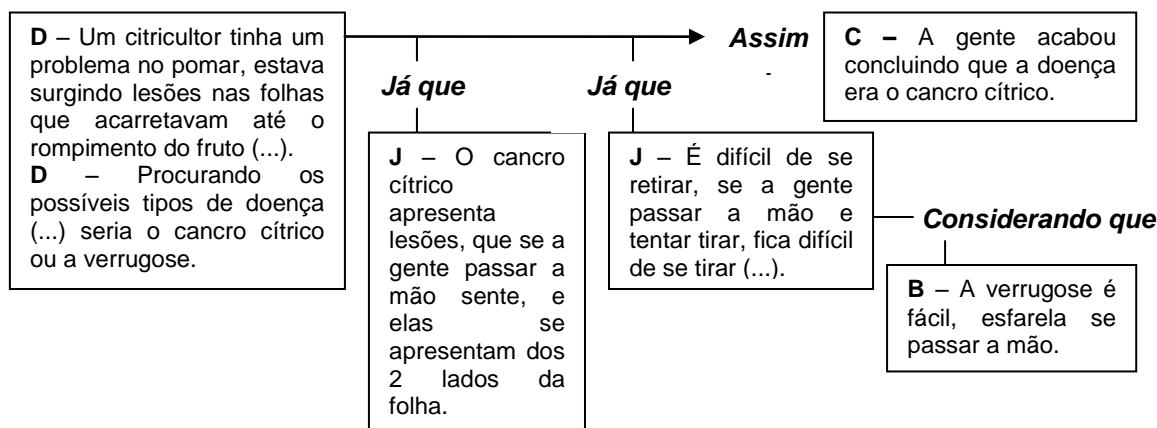 D – Um citricultor tinha um
problema no pomar, estava
surgindo lesões nas folhas
que acarretavam até o
rompimento do fruto (...).
D – Procurando os
possíveis tipos de doença
(...) seria o cancro cítrico
ou a verrugose.
Já que
J – O cancro
cítrico
apresenta
lesões, que se a
gente passar a
mão sente, e
elas se
apresentam dos
2 lados da
folha.
Já que
J – É difícil de se
retirar, se a gente
passar a mão e
tentar tirar, fica difícil
de se tirar (...).
Considerando que
B – A verrugose é
fácil, esfarela se
passar a mão.
Assim
C – A gente acabou
concluindo que a doença
era o cancro cítrico.